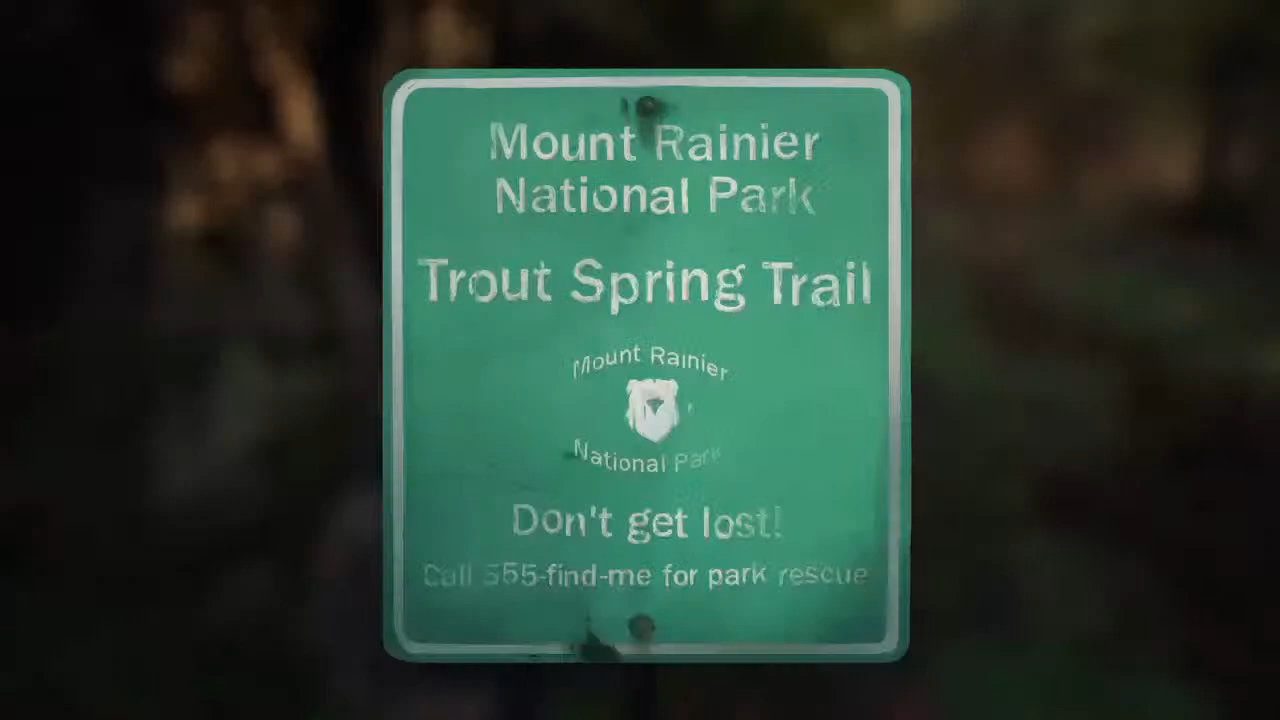 Mount Rainier
National Park
Trout Spring Trail
Mount Rainier
National Park
Don't get lost!
Call 555-find-me for park rescue